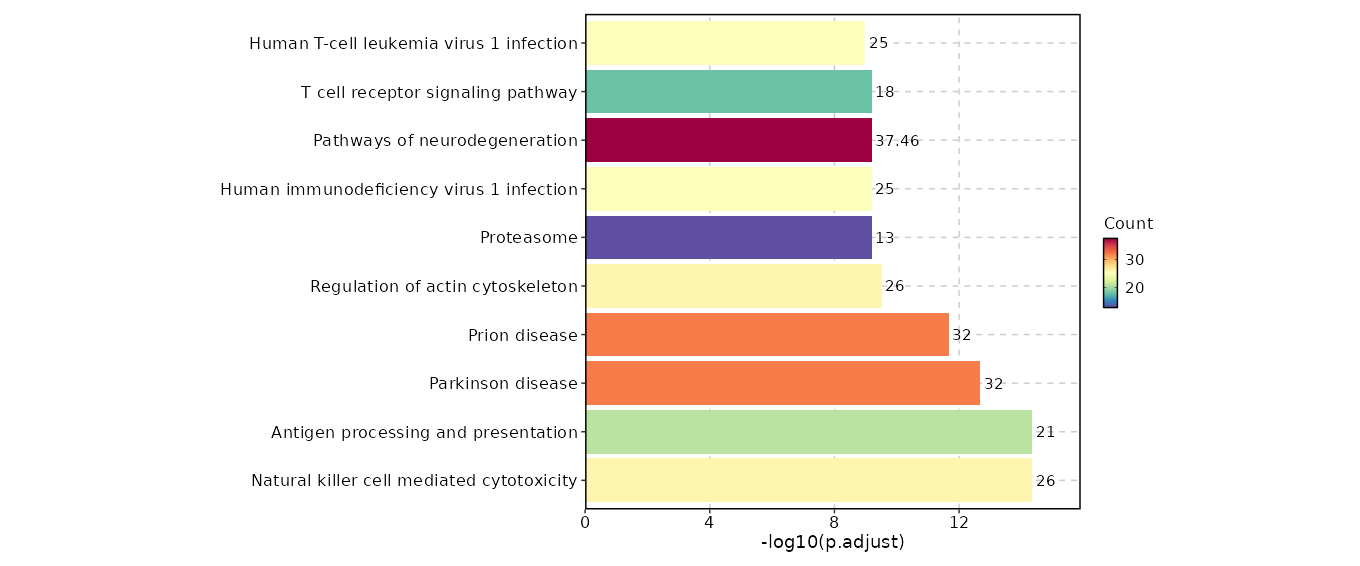 Human T-cell leukemia virus 1 infection 25
T cell receptor signaling pathway 18
Pathways of neurodegeneration 37.46
Human immunodeficiency virus 1 infection 25
Proteasome 13
Regulation of actin cytoskeleton 26
Prion disease 32
Parkinson disease 32
Antigen processing and presentation 21
Natural killer cell mediated cytotoxicity 26
0 4 8 12
-log10(p.adjust)
Count
30
20